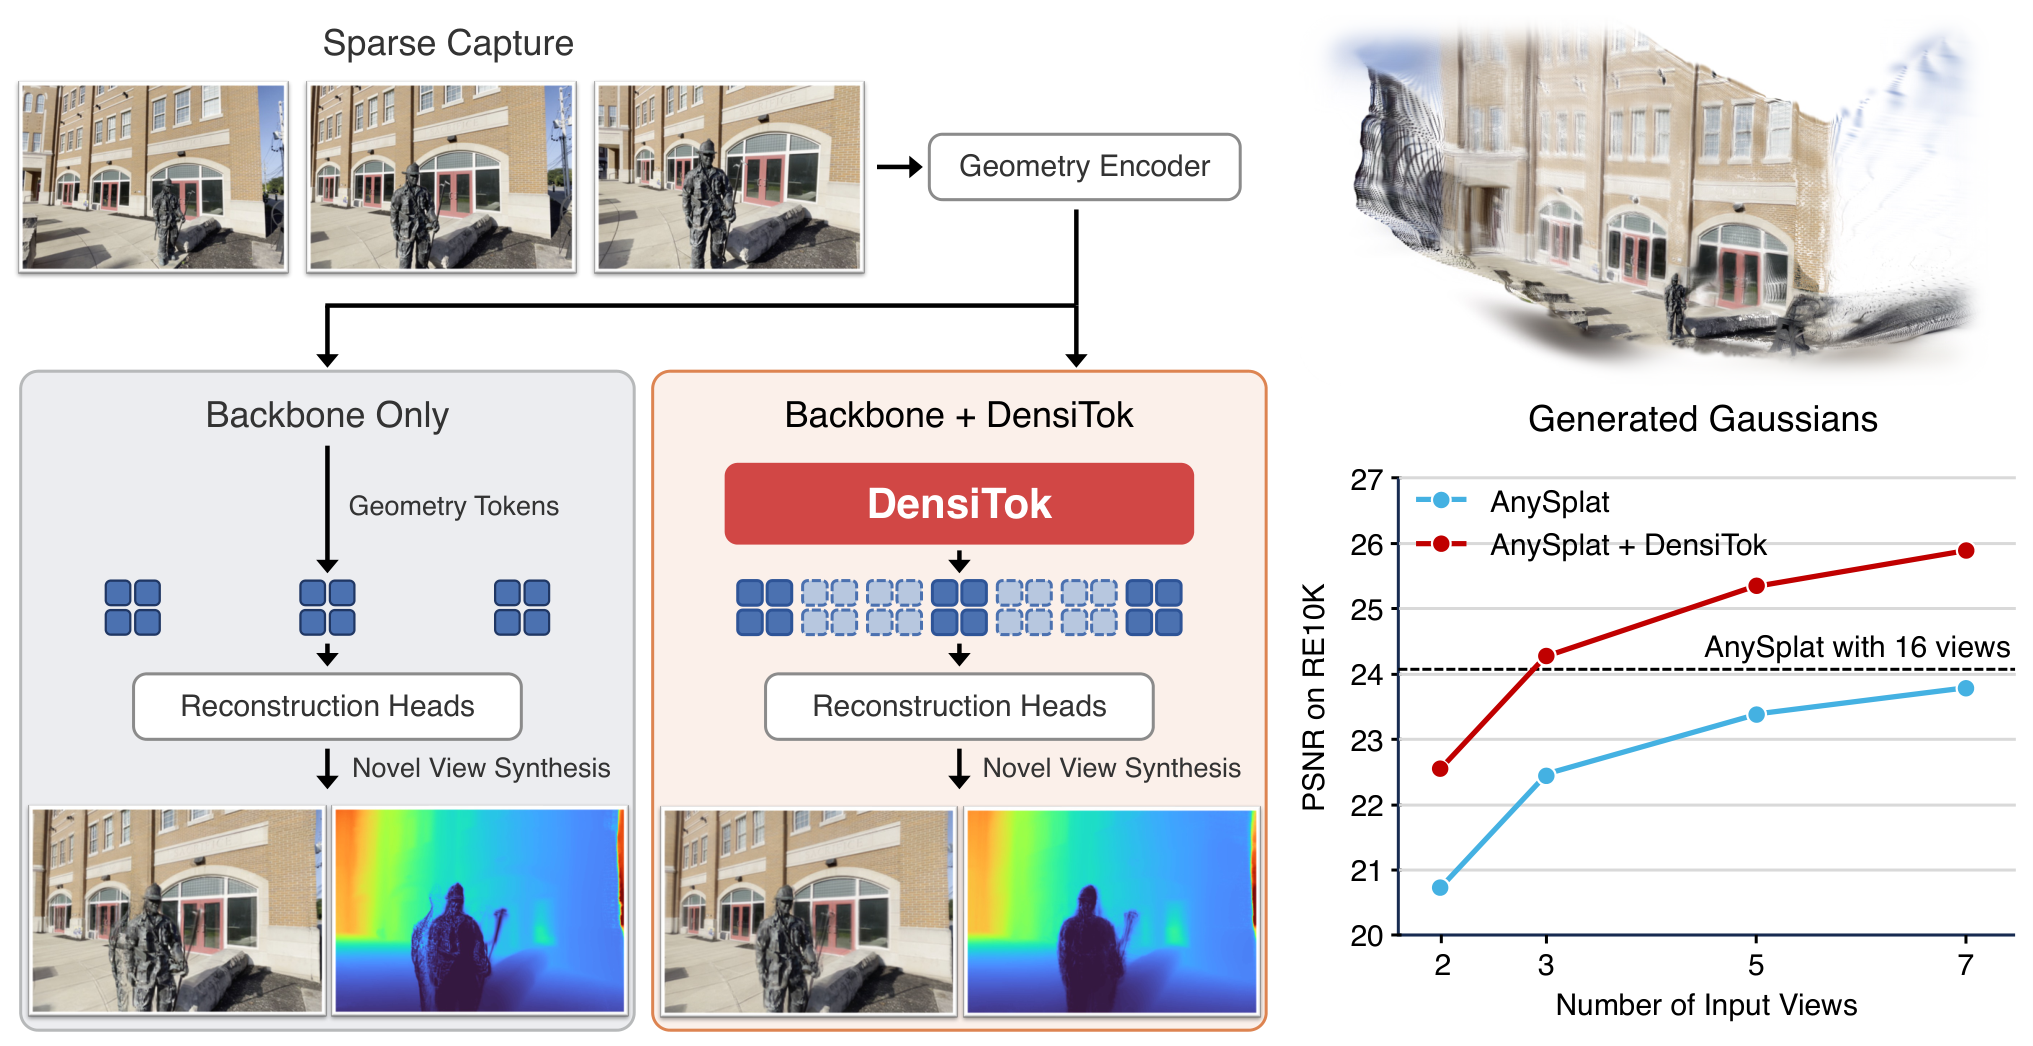 Sparse Capture
Geometry Encoder
Backbone Only
Geometry Tokens
Reconstruction Heads
Novel View Synthesis
Backbone + DensiTok
DensiTok
Reconstruction Heads
Novel View Synthesis
Generated Gaussians
27
26
25
24
23
22
21
20
PSNR on RE10K
AnySplat
AnySplat + DensiTok
AnySplat with 16 views
2
3
5
7
Number of Input Views